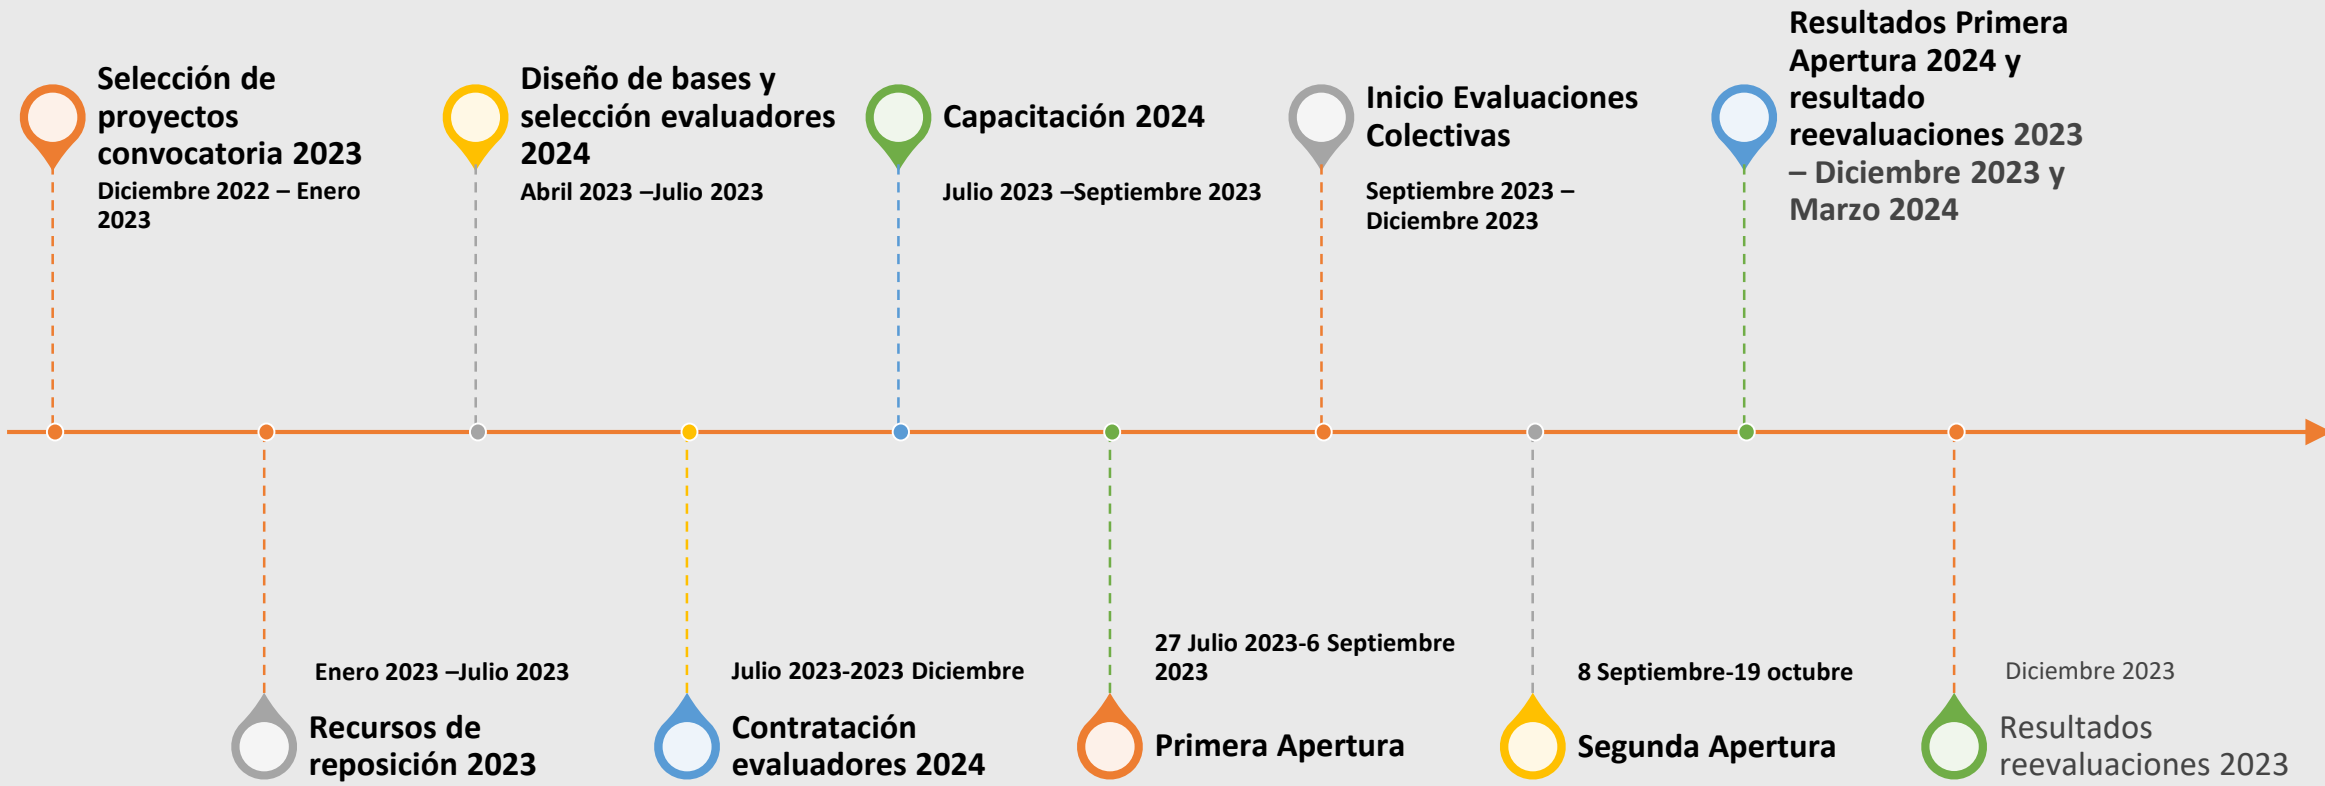 Selección de
proyectos
convocatoria 2023
Diciembre 2022 – Enero
2023
Diseño de bases y
selección evaluadores
2024
Abril 2023 –Julio 2023
Capacitación 2024
Julio 2023 –Septiembre 2023
Inicio Evaluaciones
Colectivas
Septiembre 2023 –
Diciembre 2023
Resultados Primera
Apertura 2024 y
resultado
reevaluaciones 2023
– Diciembre 2023 y
Marzo 2024
Enero 2023 –Julio 2023
Recursos de
reposición 2023
Julio 2023-2023 Diciembre
Contratación
evaluadores 2024
27 Julio 2023-6 Septiembre
2023
Primera Apertura
8 Septiembre-19 octubre
Segunda Apertura
Diciembre 2023
Resultados
reevaluaciones 2023